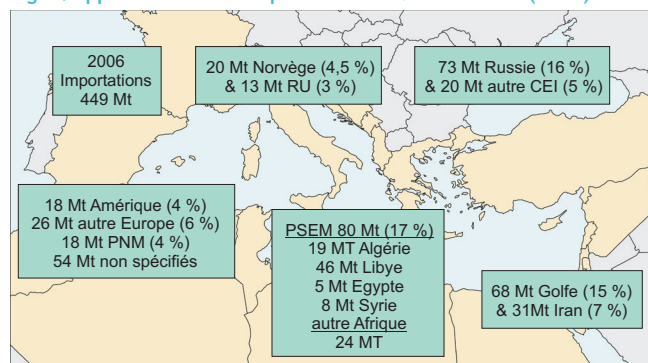 2006
Importations
449 Mt
20 Mt Norvège (4,5 %)
& 13 Mt RU (3 %)
73 Mt Russie (16 %)
& 20 Mt autre CEI (5 %)
18 Mt Amérique (4 %)
26 Mt autre Europe (6 %)
18 Mt PNM (4 %)
54 Mt non spécifiés
PSEM 80 Mt (17 %)
19 MT Algérie
46 Mt Libye
5 Mt Egypte
8 Mt Syrie
autre Afrique
24 MT
68 Mt Golfe (15 %)
& 31Mt Iran (7 %)